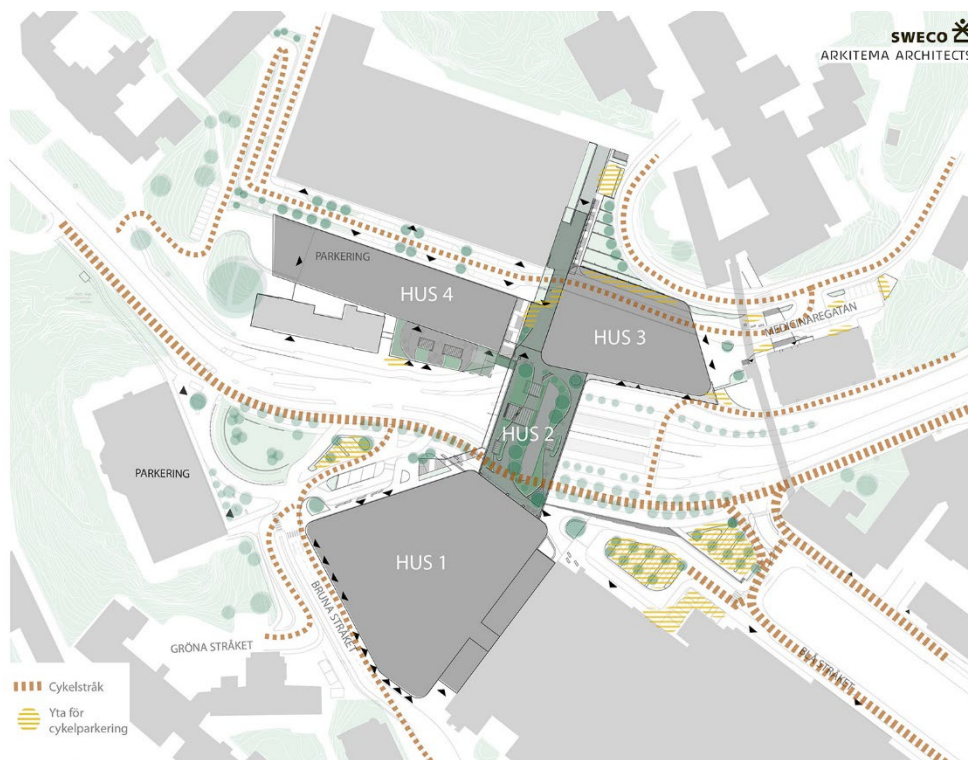 SWECO
ARKITEMA ARCHITECTS
PARKERING
HUS 4
HUS 3
MEDICINAREGATAN
HUS 2
PARKERING
HUS 1
BRUNA STRÅKET
GRÖNA STRÅKET
BLÅ STRÅKET
Cykelstråk
Yta för
cykelparkering